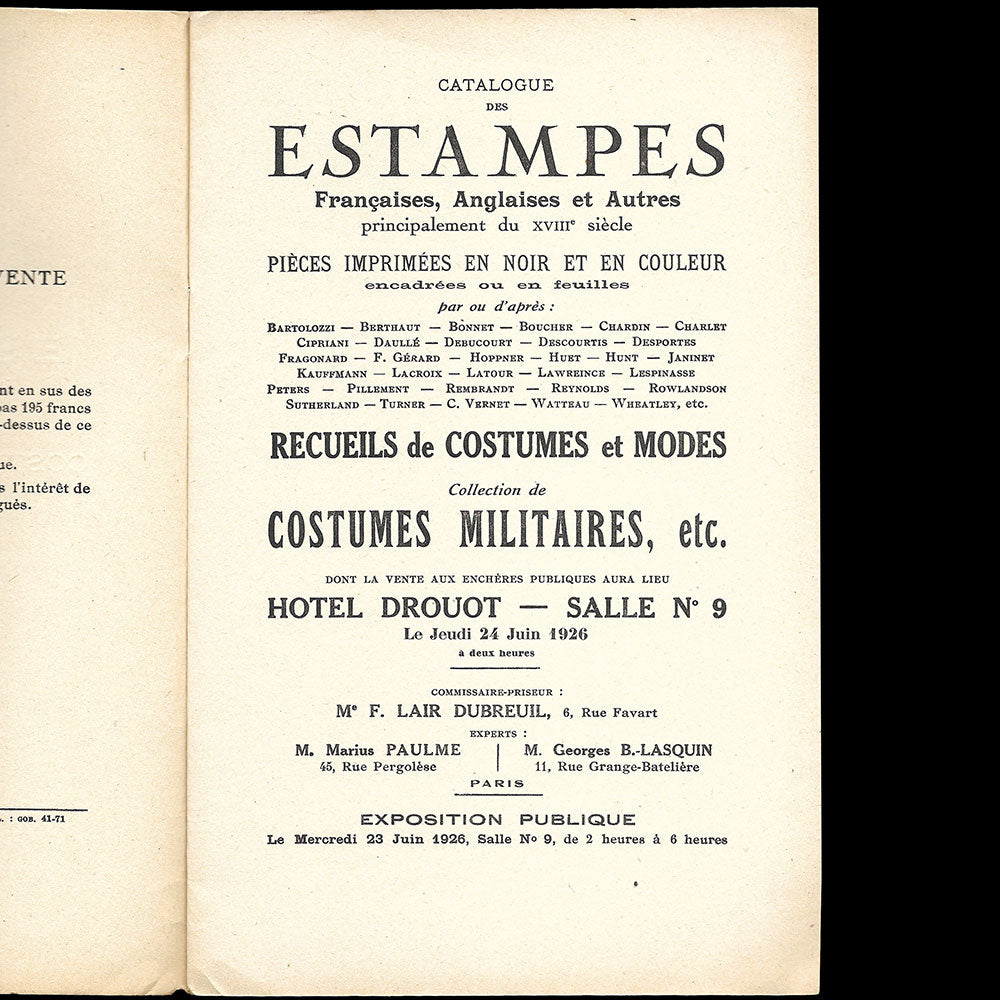 VENTE
nt en sus des
pas 195 francs
-dessus de ce
ue.
s l'intérêt de
gués.
. : GOB. 41-71
CATALOGUE
DES
ESTAMPES
Françaises, Anglaises et Autres
principalement du XVIIIe siècle
PIÈCES IMPRIMÉES EN NOIR ET EN COULEUR
encadrées ou en feuilles
par ou d'après :
BARTOLOZZI — BERTHAUT — BONNET — BOUCHER — CHARDIN — CHARLET
CIPRIANI — DAULLÉ — DEBUCOURT — DESCOURTIS — DESPORTES
FRAGONARD — F. GÉRARD — HOPPNER — HUET — HUNT — JANINET
KAUFFMANN — LACROIX — LATOUR — LAWREINCE — LESPINASSE
PETERS — PILLEMENT — REMBRANDT — REYNOLDS — ROWLANDSON
SUTHERLAND — TURNER — C. VERNET — WATTEAU — WHEATLEY, etc.
RECUEILS de COSTUMES et MODES
Collection de
COSTUMES MILITAIRES, etc.
DONT LA VENTE AUX ENCHÈRES PUBLIQUES AURA LIEU
HOTEL DROUOT — SALLE N° 9
Le Jeudi 24 Juin 1926
à deux heures
COMMISSAIRE-PRISEUR :
Me F. LAIR DUBREUIL, 6, Rue Favart
EXPERTS :
M. Marius PAULME | M. Georges B.-LASQUIN
45, Rue Pergolèse | 11, Rue Grange-Batelière
PARIS
EXPOSITION PUBLIQUE
Le Mercredi 23 Juin 1926, Salle No 9, de 2 heures à 6 heures